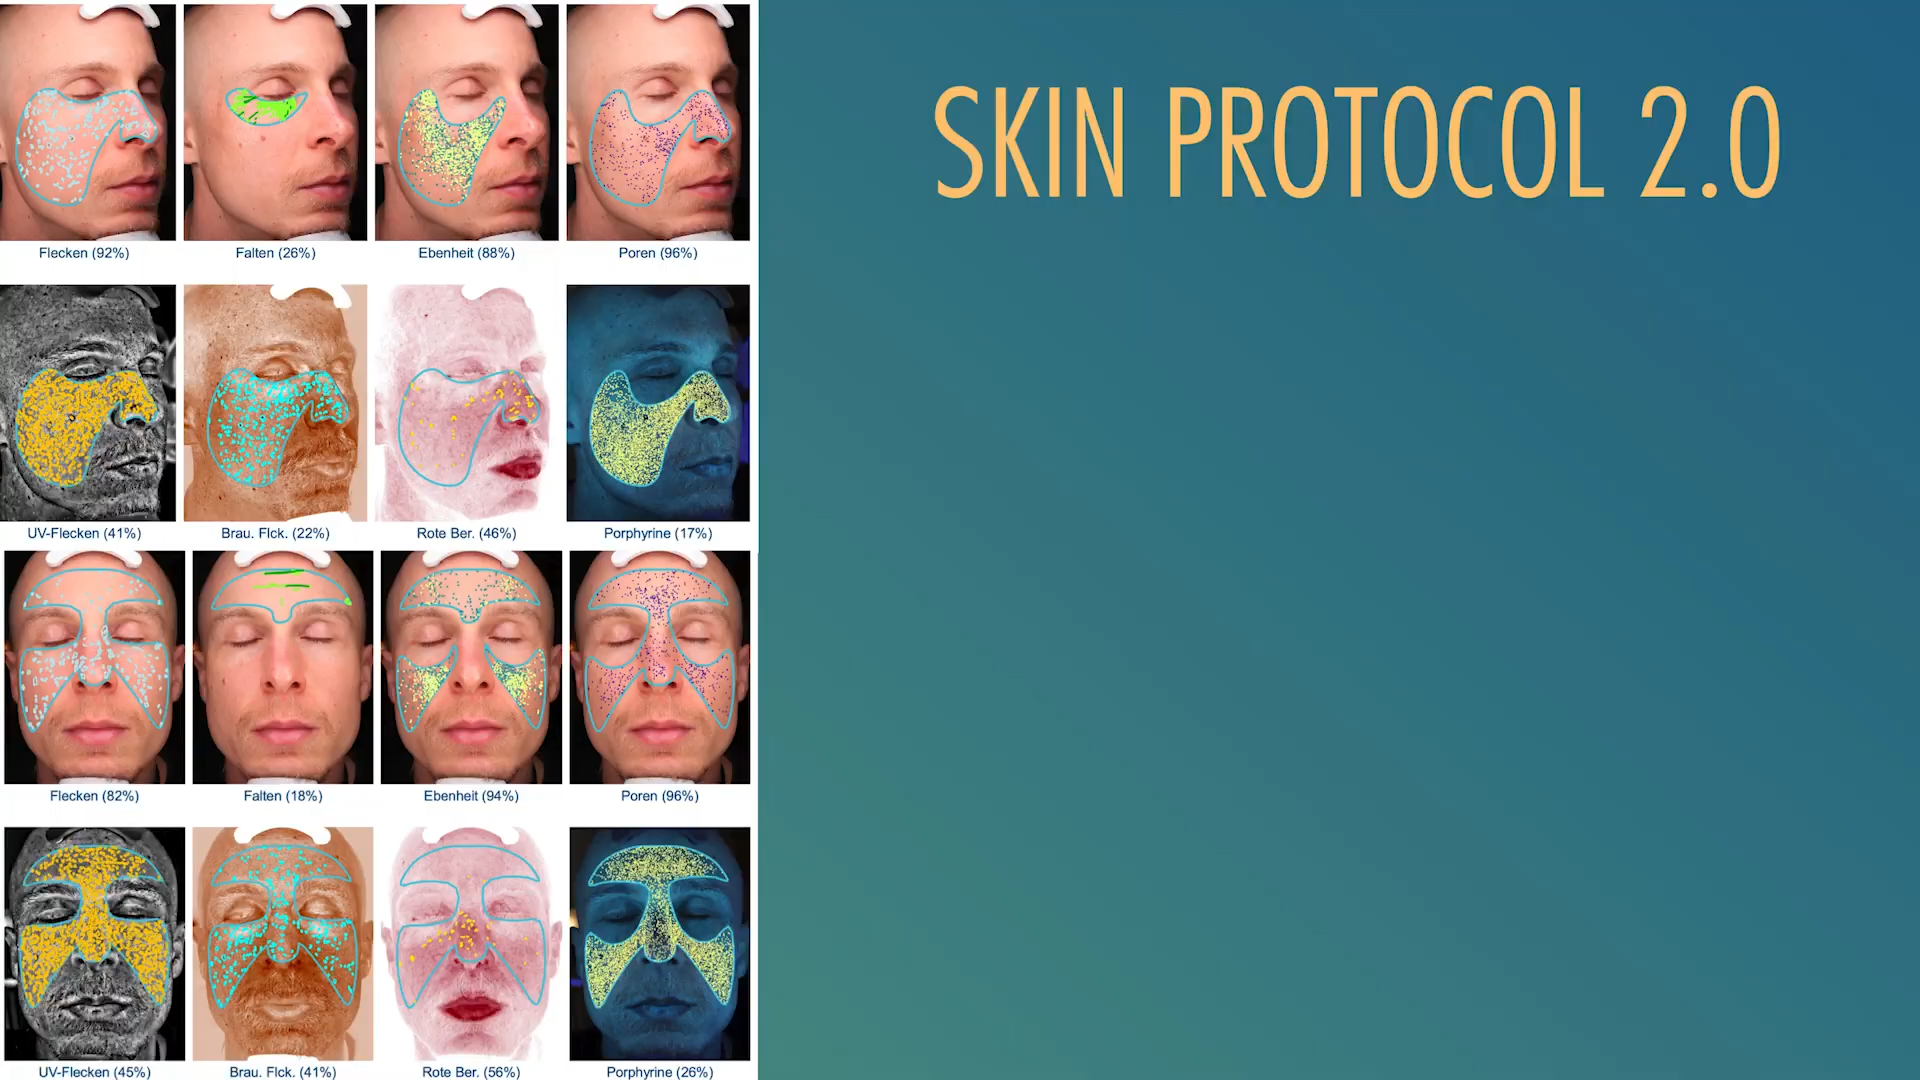 SKIN PROTOCOL 2.0
Flecken (92%)
Falten (26%)
Ebenheit (88%)
Poren (96%)
UV-Flecken (41%)
Brau. Flck. (22%)
Rote Ber. (46%)
Porphyrine (17%)
Flecken (82%)
Falten (18%)
Ebenheit (94%)
Poren (96%)
UV-Flecken (45%)
Brau. Flck. (41%)
Rote Ber. (56%)
Porphyrine (26%)